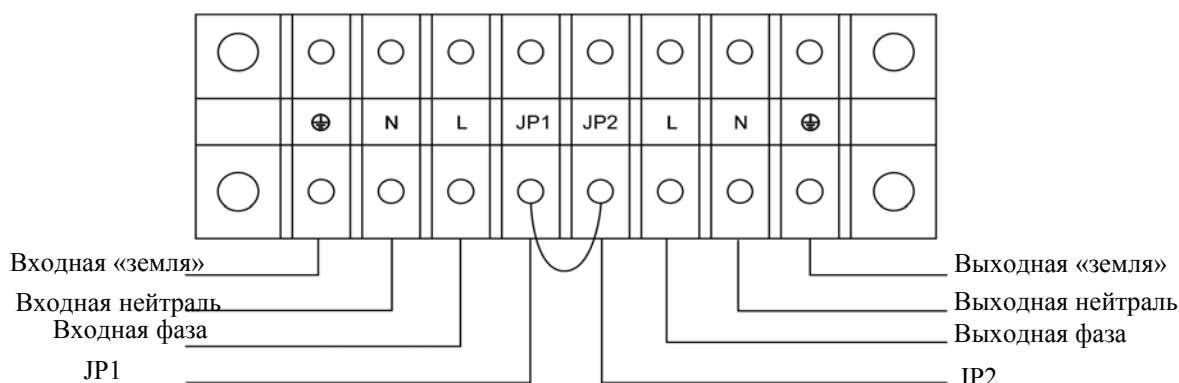 ⏚ N L JP1 JP2 L N ⏚
Входная «земля»
Выходная «земля»
Входная нейтраль
Выходная нейтраль
Входная фаза
Выходная фаза
JP1
JP2